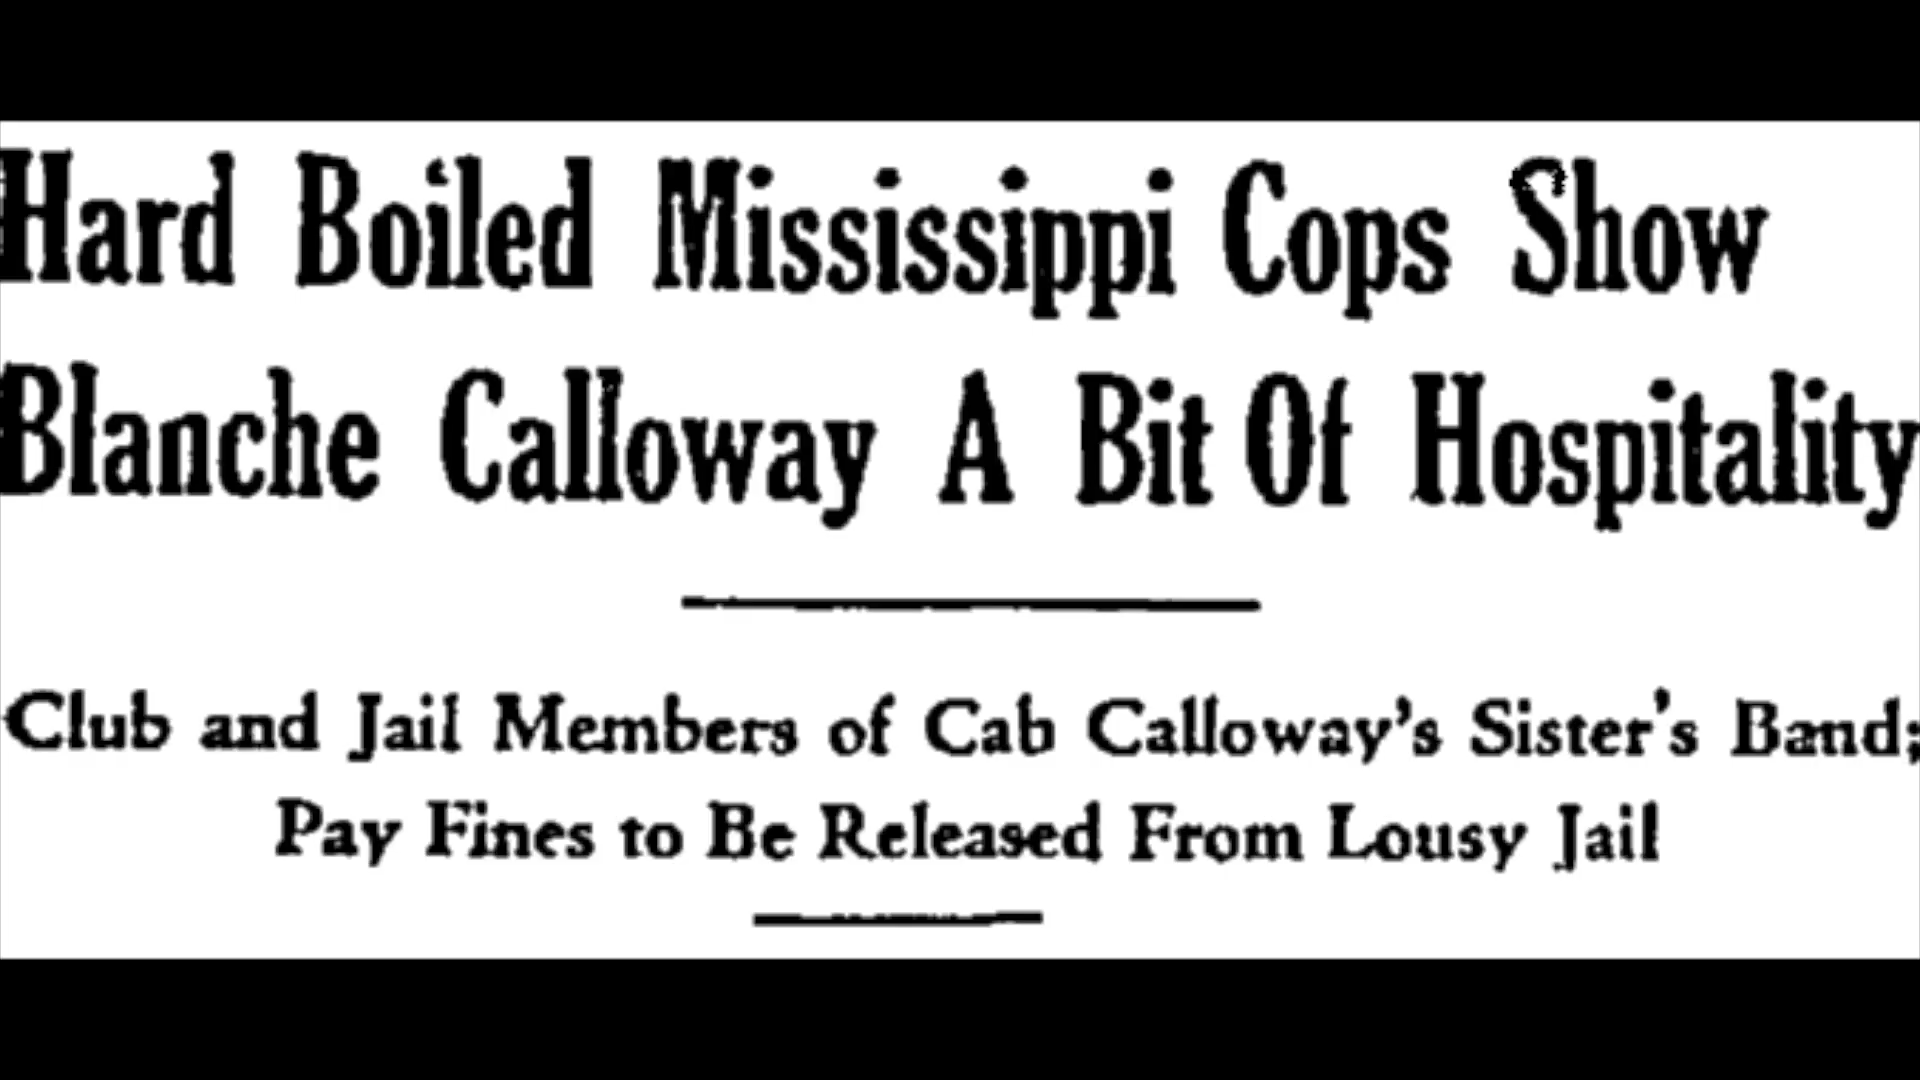 Hard Boiled Mississippi Cops Show
Blanche Calloway A Bit Of Hospitality
Club and Jail Members of Cab Calloway's Sister's Band;
Pay Fines to Be Released From Lousy Jail